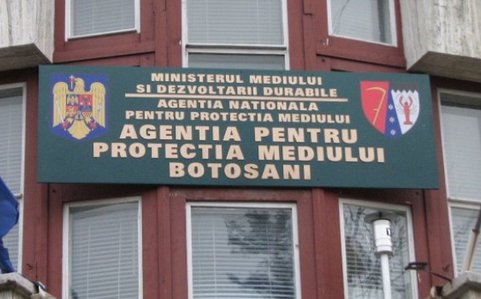 MINISTERUL MEDIULUI
SI DEZVOLTARII DURABILE
AGENTIA NATIONALA
PENTRU PROTECTIA MEDIULUI
AGENTIA PENTRU
PROTECTIA MEDIULUI
BOTOSANI